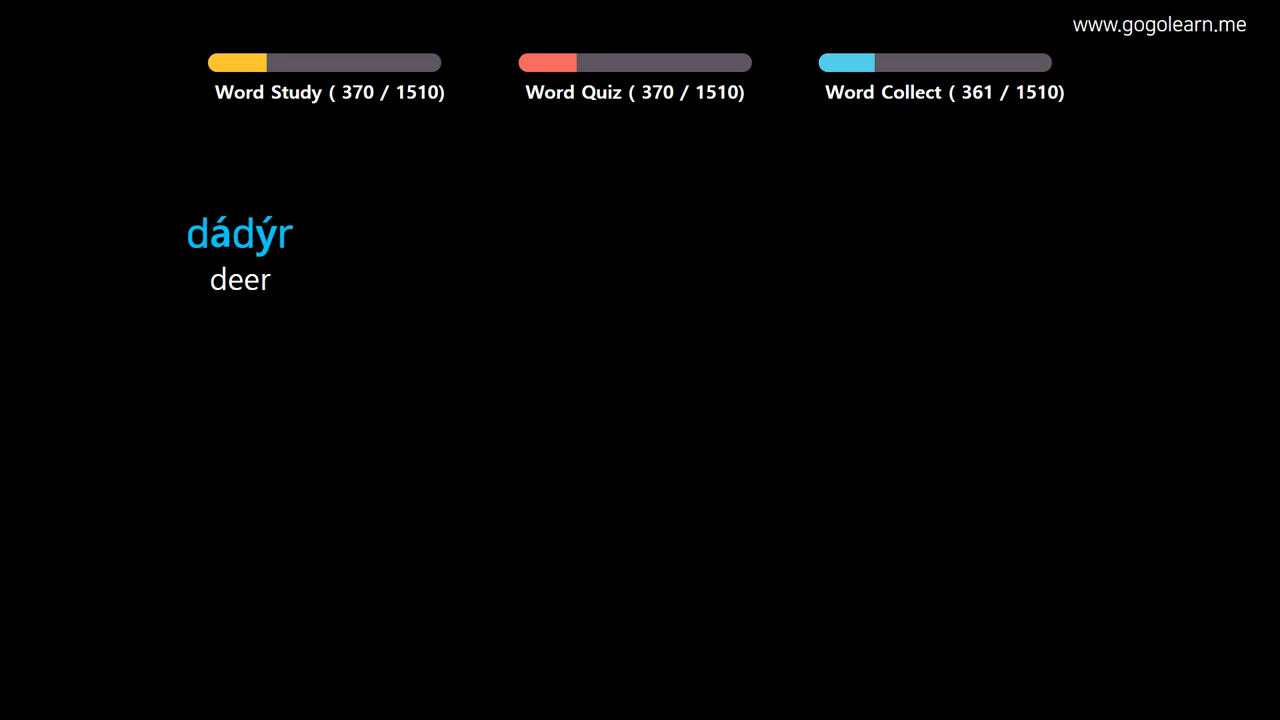 www.gogolearn.me
Word Study ( 370 / 1510)
Word Quiz ( 370 / 1510)
Word Collect ( 361 / 1510)
dádýr
deer